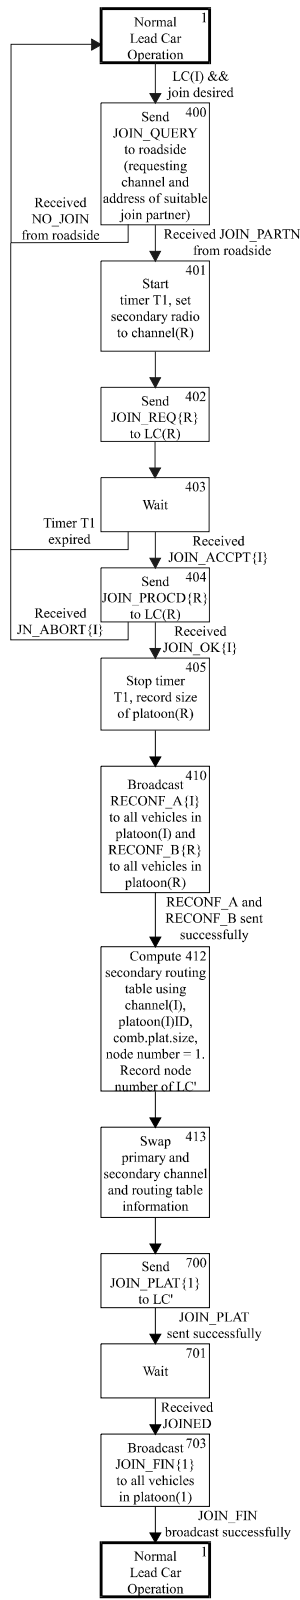 Normal 1
Lead Car
Operation
LC(I) &&
join desired
Send 400
JOIN_QUERY
to roadside
(requesting
channel and
address of suitable
join partner)
Received
NO_JOIN
from roadside
Received JOIN_PARTN
from roadside
401
Start
timer T1, set
secondary radio
to channel(R)
402
Send
JOIN_REQ{R}
to LC(R)
403
Wait
Timer T1
expired
Received
JOIN_ACCPT{I}
Send 404
JOIN_PROCD{R}
to LC(R)
Received
JN_ABORT{I}
Received
JOIN_OK{I}
405
Stop timer
T1, record size
of platoon(R)
410
Broadcast
RECONF_A{I}
to all vehicles in
platoon(I) and
RECONF_B{R}
to all vehicles in
platoon(R)
RECONF_A and
RECONF_B sent
successfully
Compute 412
secondary routing
table using
channel(I),
platoon(I)ID,
comb.plat.size,
node number = 1.
Record node
number of LC'
413
Swap
primary and
secondary channel
and routing table
information
700
Send
JOIN_PLAT{1}
to LC'
JOIN_PLAT
sent successfully
701
Wait
Received
JOINED
Broadcast 703
JOIN_FIN{1}
to all vehicles
in platoon(1)
JOIN_FIN
broadcast successfully
Normal 1
Lead Car
Operation